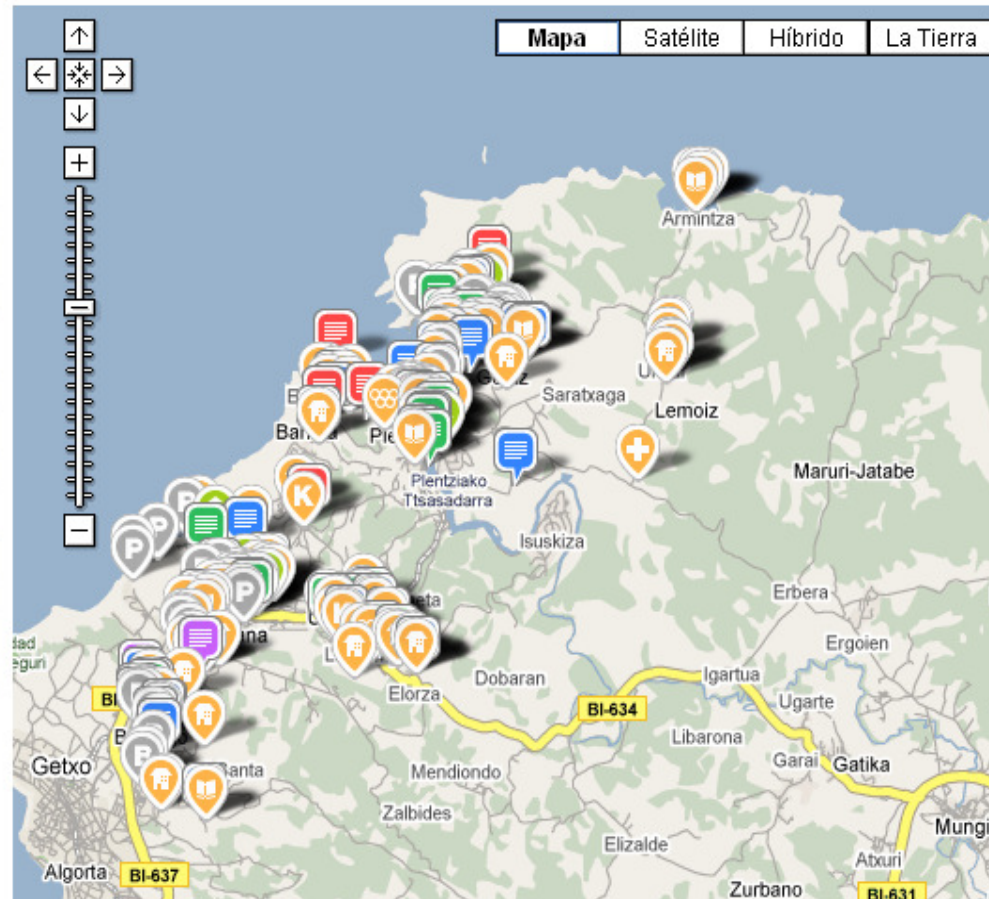 Mapa
Satélite
Híbrido
La Tierra
Armintza
Saratxaga
Lemoiz
Maruri-Jatabe
Plentziako
Ttsasadarra
Isuskiza
Erbera
Ergoien
Igartua
Dobaran
Elorza
Ugarte
BI-634
Libarona
Garai
Gatika
Getxo
Mendiondo
Zalbides
Elizalde
Atxuri
Algorta
BI-637
Zurbano
BI-631
K
P
P
P
P